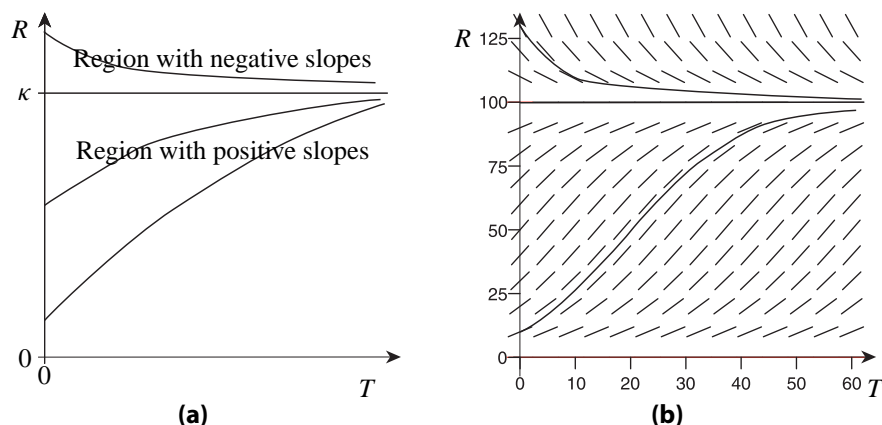 R
Region with negative slopes
κ
Region with positive slopes
0
0
T
(a)
R
125
100
75
50
25
0
0 10 20 30 40 50 60 T
(b)